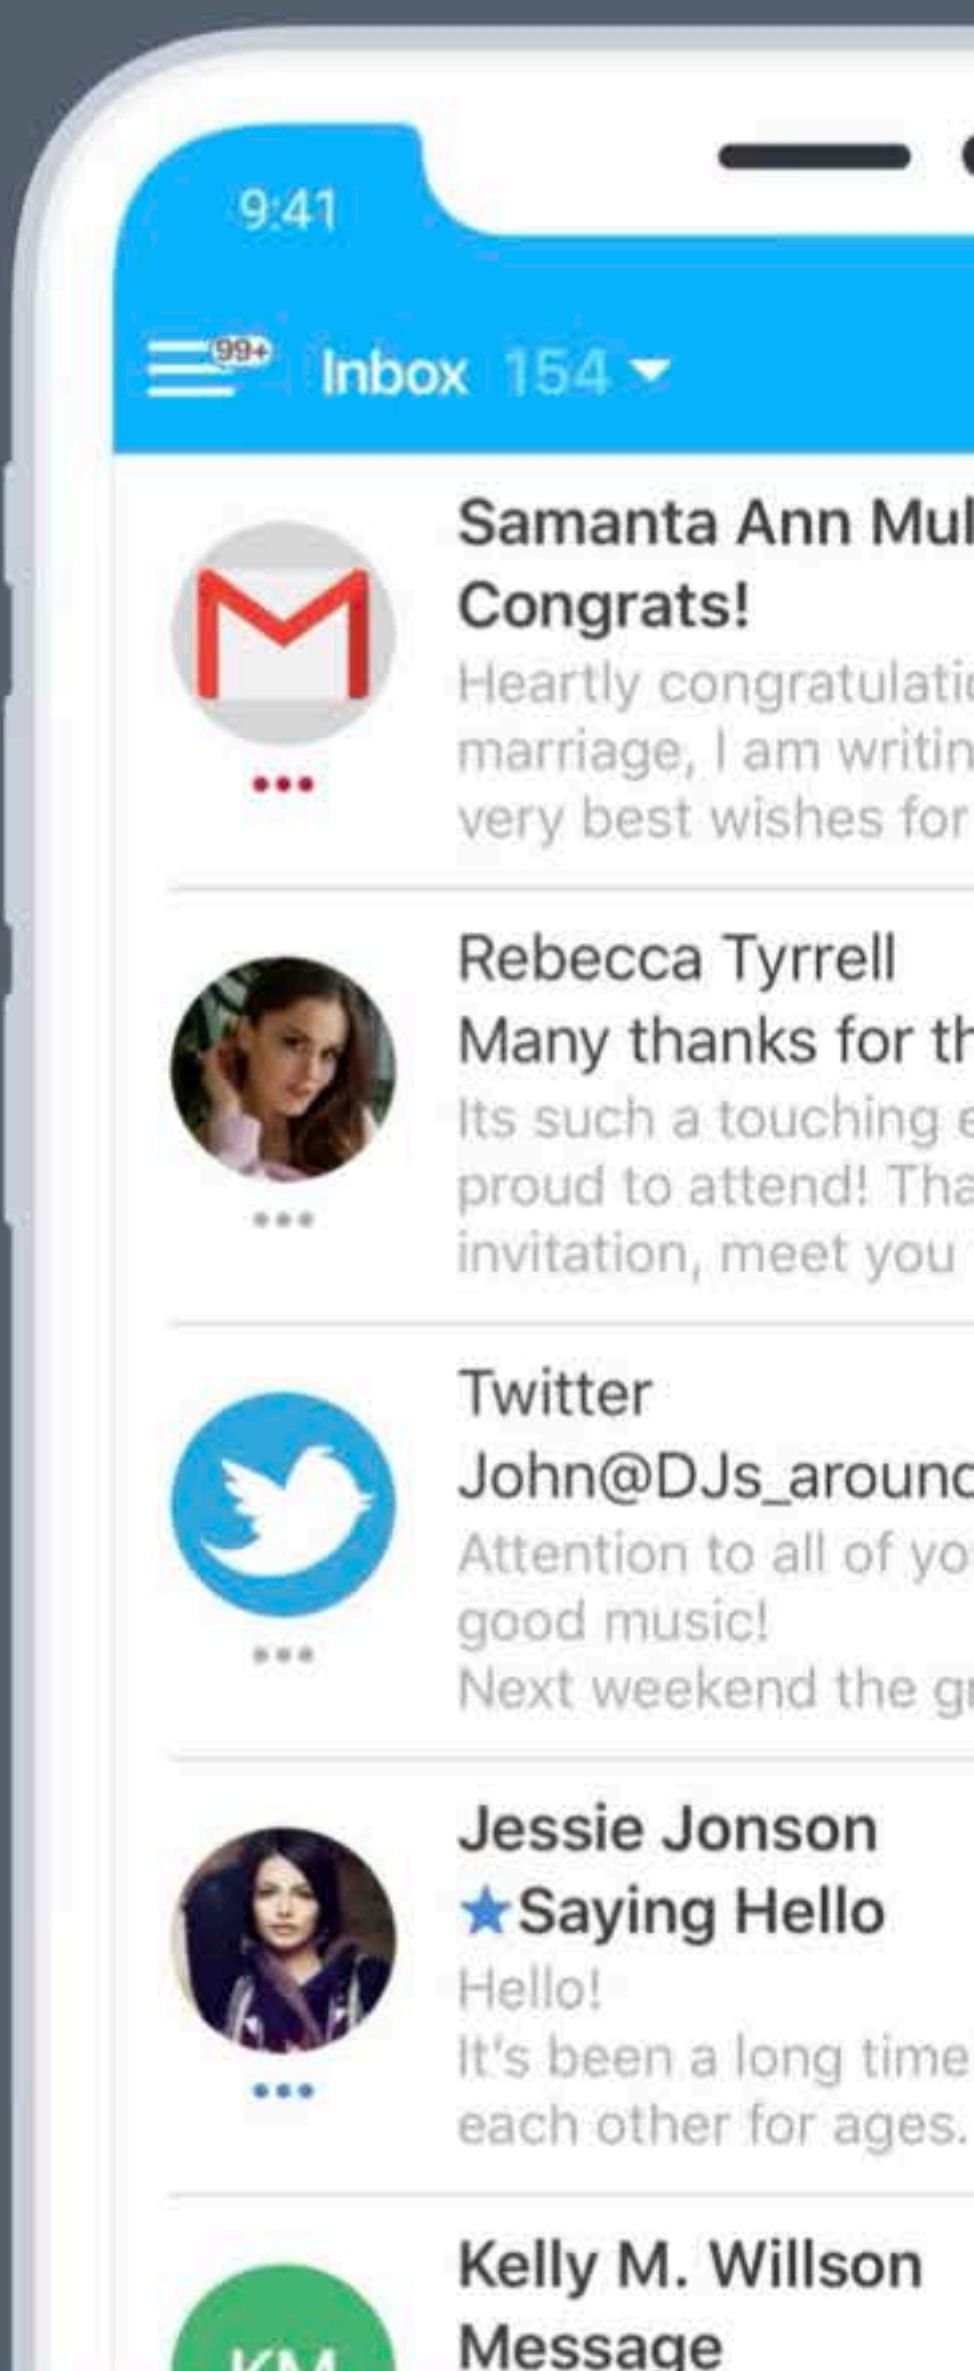 9:41
99+
Inbox 154
Samanta Ann Mul
Congrats!
Heartly congratulatio
marriage, I am writin
very best wishes for
Rebecca Tyrrell
Many thanks for th
Its such a touching e
proud to attend! Tha
invitation, meet you
Twitter
John@DJs_around
Attention to all of yo
good music!
Next weekend the gr
Jessie Jonson
Saying Hello
Hello!
It's been a long time
each other for ages.
Kelly M. Willson
KM
Message